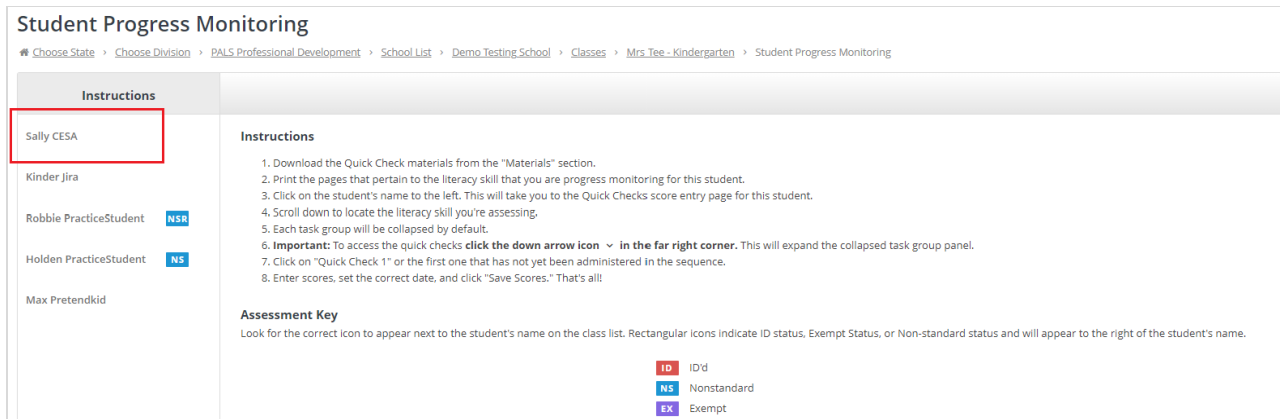 Student Progress Monitoring
Choose State › Choose Division › PALS Professional Development › School List › Demo Testing School › Classes › Mrs Tee - Kindergarten › Student Progress Monitoring
Instructions
Sally CESA
Kinder Jira
Robbie PracticeStudent NSR
Holden PracticeStudent NS
Max Pretendkid
Instructions
1. Download the Quick Check materials from the "Materials" section.
2. Print the pages that pertain to the literacy skill that you are progress monitoring for this student.
3. Click on the student's name to the left. This will take you to the Quick Checks score entry page for this student.
4. Scroll down to locate the literacy skill you're assessing.
5. Each task group will be collapsed by default.
6. Important: To access the quick checks click the down arrow icon ⌄ in the far right corner. This will expand the collapsed task group panel.
7. Click on "Quick Check 1" or the first one that has not yet been administered in the sequence.
8. Enter scores, set the correct date, and click "Save Scores." That's all!
Assessment Key
Look for the correct icon to appear next to the student's name on the class list. Rectangular icons indicate ID status, Exempt Status, or Non-standard status and will appear to the right of the student's name.
ID ID'd
NS Nonstandard
EX Exempt